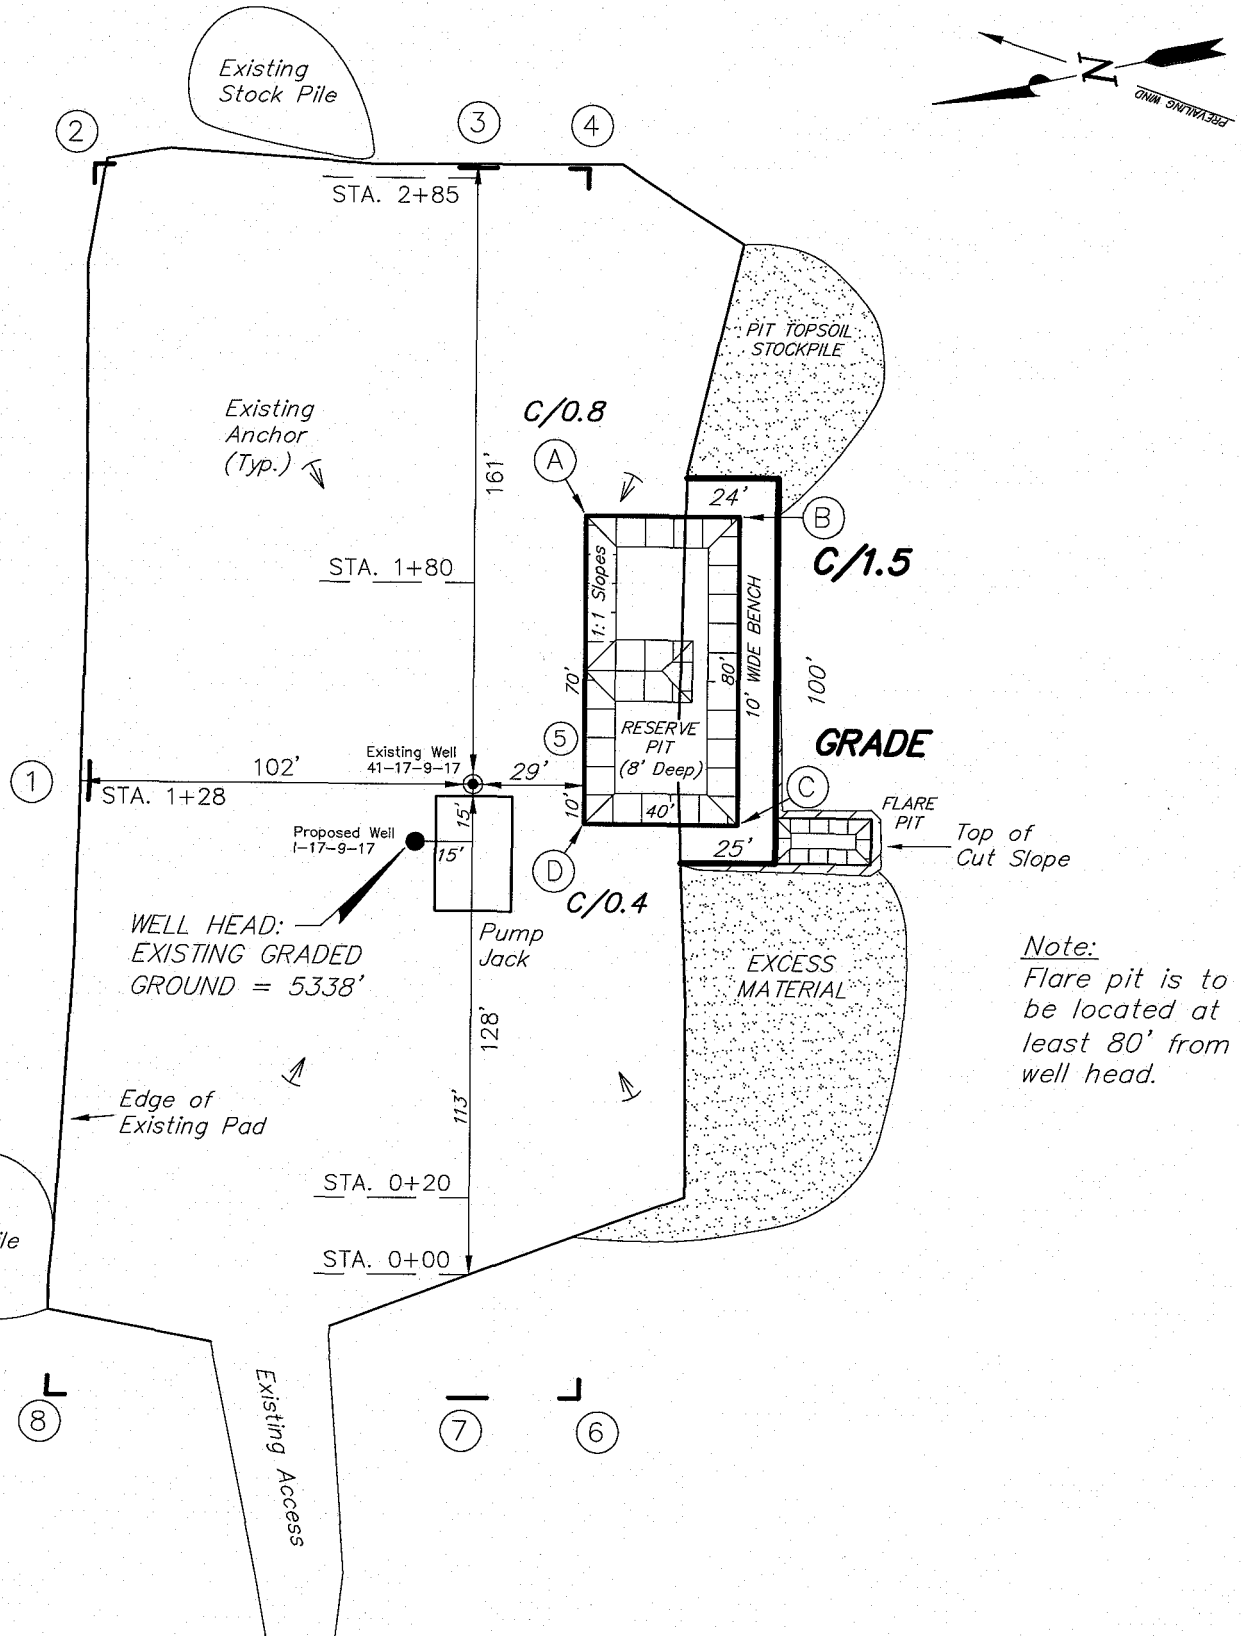 Existing
Stock Pile
N
PREVAILING WIND
2
3
4
STA. 2+85
PIT TOPSOIL
STOCKPILE
C/0.8
Existing
Anchor
(Typ.)
A
161'
24'
B
C/1.5
STA. 1+80
1:1 Slopes
10' WIDE BENCH
80'
100'
70'
RESERVE
PIT
(8' Deep)
5
GRADE
Existing Well
41-17-9-17
1
102'
29'
STA. 1+28
C
FLARE
PIT
10'
40'
15'
Proposed Well
I-17-9-17
15'
25'
Top of
Cut Slope
D
C/0.4
WELL HEAD:
EXISTING GRADED
GROUND = 5338'
Pump
Jack
EXCESS
MATERIAL
Note:
Flare pit is to
be located at
least 80' from
well head.
128'
113'
Edge of
Existing Pad
STA. 0+20
STA. 0+00
Existing Access
8
7
6